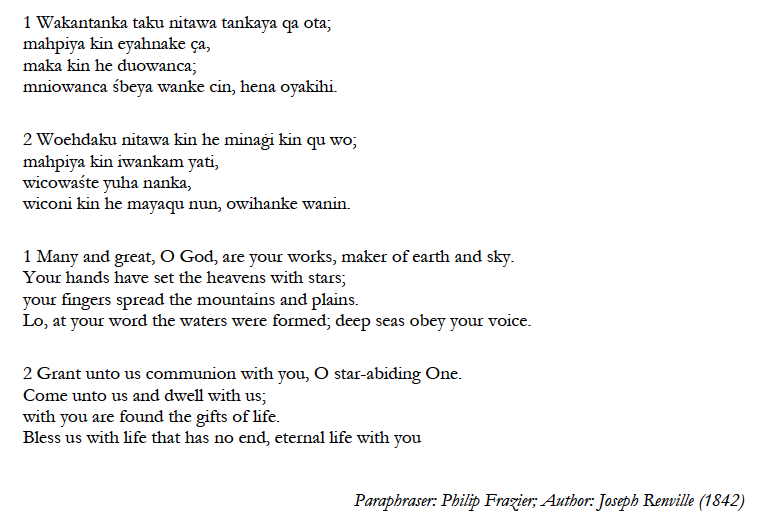 1 Wakantanka taku nitawa tankaya qa ota;
mahpiya kin eyahnake ça,
maka kin he duowanca;
mniowanca śbeya wanke cin, hena oyakihi.
2 Woehdaku nitawa kin he minaġi kin qu wo;
mahpiya kin iwankam yati,
wicowaśte yuha nanka,
wiconi kin he mayaqu nun, owihanke wanin.
1 Many and great, O God, are your works, maker of earth and sky.
Your hands have set the heavens with stars;
your fingers spread the mountains and plains.
Lo, at your word the waters were formed; deep seas obey your voice.
2 Grant unto us communion with you, O star-abiding One.
Come unto us and dwell with us;
with you are found the gifts of life.
Bless us with life that has no end, eternal life with you
Paraphraser: Philip Frazier; Author: Joseph Renville (1842)